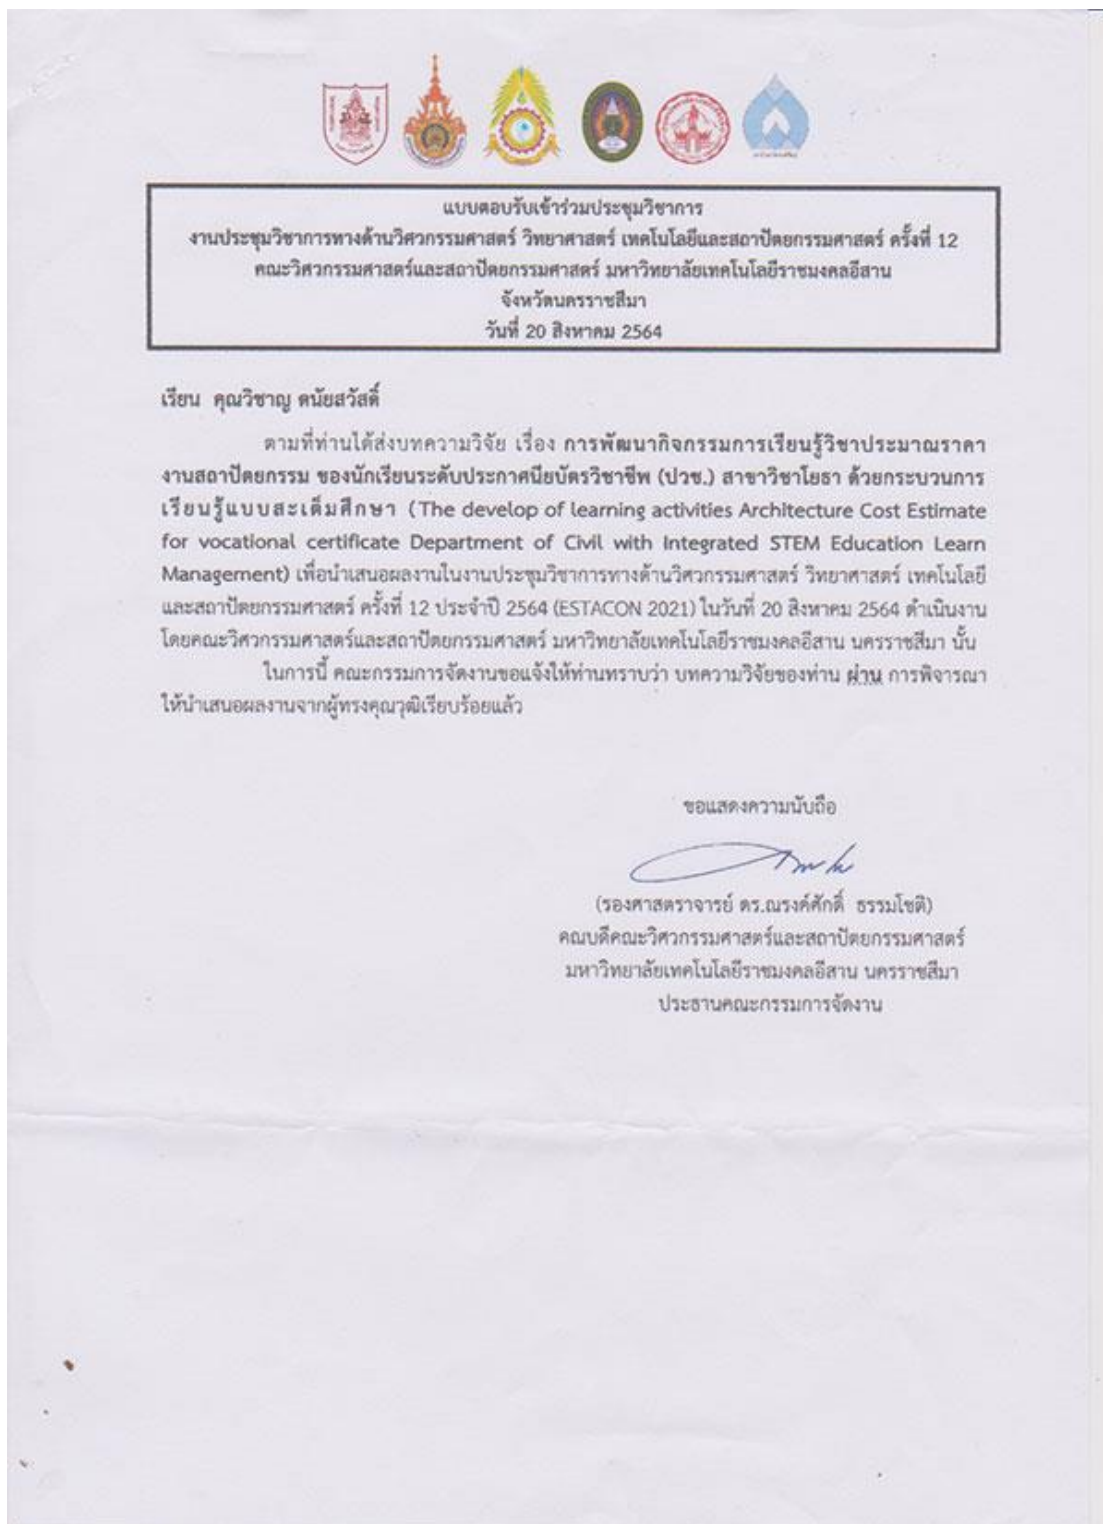 แบบตอบรับเข้าร่วมประชุมวิชาการ
งานประชุมวิชาการทางด้านวิศวกรรมศาสตร์ วิทยาศาสตร์ เทคโนโลยีและสถาปัตยกรรมศาสตร์ ครั้งที่ 12
คณะวิศวกรรมศาสตร์และสถาปัตยกรรมศาสตร์ มหาวิทยาลัยเทคโนโลยีราชมงคลอีสาน
จังหวัดนครราชสีมา
วันที่ 20 สิงหาคม 2564
เรียน คุณวิชาญ ดนัยสวัสดิ์
ตามที่ท่านได้ส่งบทความวิจัย เรื่อง การพัฒนากิจกรรมการเรียนรู้วิชาประมาณราคา
งานสถาปัตยกรรม ของนักเรียนระดับประกาศนียบัตรวิชาชีพ (ปวช.) สาขาวิชาโยธา ด้วยกระบวนการ
เรียนรู้แบบสะเต็มศึกษา (The develop of learning activities Architecture Cost Estimate
for vocational certificate Department of Civil with Integrated STEM Education Learn
Management) เพื่อนำเสนอผลงานในงานประชุมวิชาการทางด้านวิศวกรรมศาสตร์ วิทยาศาสตร์ เทคโนโลยี
และสถาปัตยกรรมศาสตร์ ครั้งที่ 12 ประจำปี 2564 (ESTACON 2021) ในวันที่ 20 สิงหาคม 2564 ดำเนินงาน
โดยคณะวิศวกรรมศาสตร์และสถาปัตยกรรมศาสตร์ มหาวิทยาลัยเทคโนโลยีราชมงคลอีสาน นครราชสีมา นั้น
ในการนี้ คณะกรรมการจัดงานขอแจ้งให้ท่านทราบว่า บทความวิจัยของท่าน ผ่าน การพิจารณา
ให้นำเสนอผลงานจากผู้ทรงคุณวุฒิเรียบร้อยแล้ว
ขอแสดงความนับถือ
(รองศาสตราจารย์ ดร.ณรงค์ศักดิ์ ธรรมโชติ)
คณบดีคณะวิศวกรรมศาสตร์และสถาปัตยกรรมศาสตร์
มหาวิทยาลัยเทคโนโลยีราชมงคลอีสาน นครราชสีมา
ประธานคณะกรรมการจัดงาน